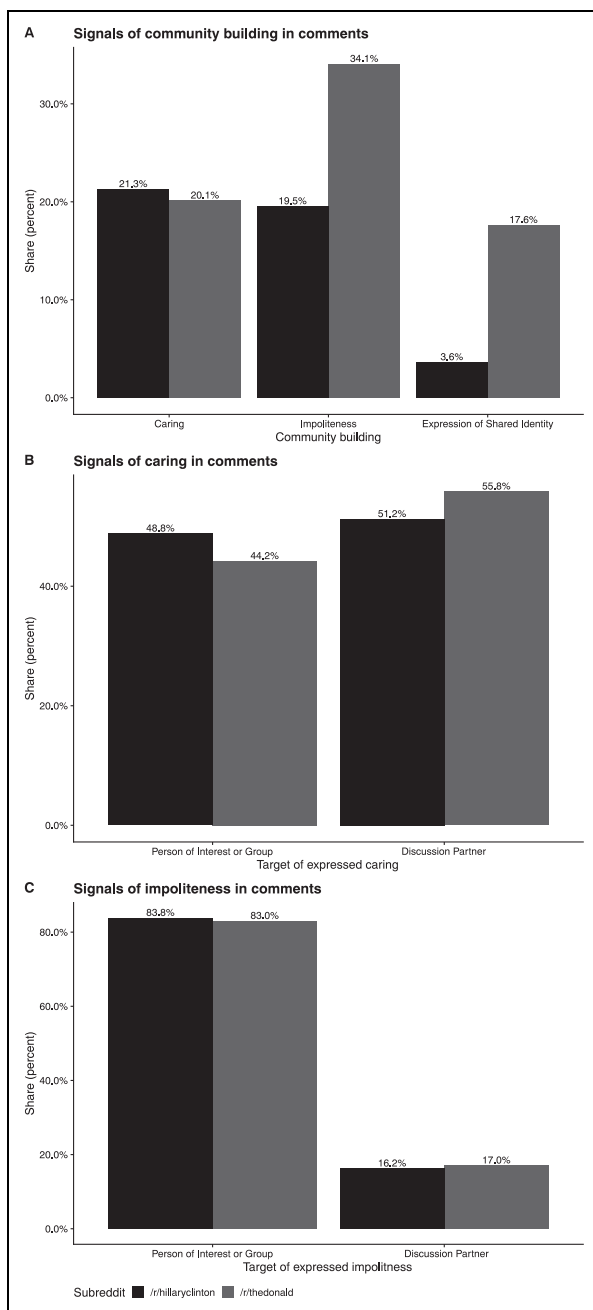 A Signals of community building in comments
34.1%
30.0%
21.3%
20.1%
19.5%
20.0%
17.6%
Share (percent)
10.0%
3.6%
0.0%
Caring Impoliteness Expression of Shared Identity
Community building
B Signals of caring in comments
55.8%
51.2%
48.8%
44.2%
40.0%
Share (percent)
20.0%
0.0%
Person of Interest or Group Discussion Partner
Target of expressed caring
C Signals of impoliteness in comments
83.8% 83.0%
80.0%
60.0%
Share (percent)
40.0%
20.0%
16.2% 17.0%
0.0%
Person of Interest or Group Discussion Partner
Target of expressed impolitness
Subreddit /r/hillaryclinton /r/thedonald